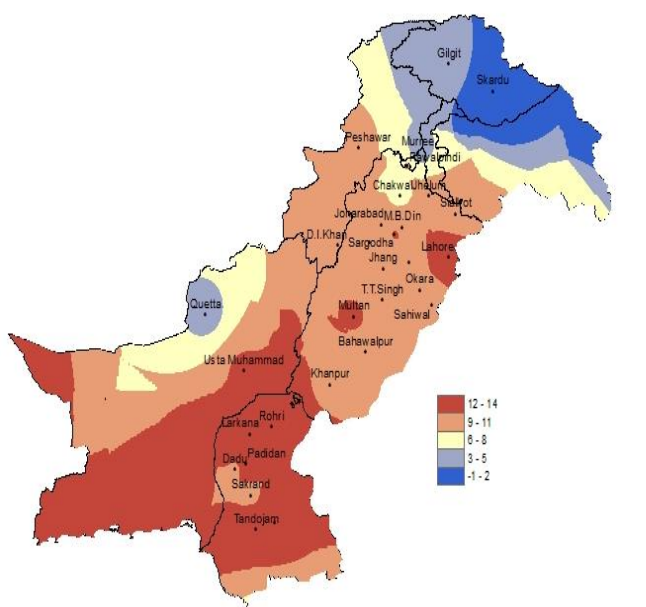 Gilgit
Skardu
Peshawar
Murree
Rawalpindi
Chakwal
Jhelum
Sialkot
Joharabad
M.B.Din
D.I.Khan
Sargodha
Lahore
Jhang
Okara
T.T.Singh
Quetta
Multan
Sahiwal
Bahawalpur
Usta Muhammad
Khanpur
12 - 14
9 - 11
6 - 8
3 - 5
-1 - 2
Rohri
Larkana
Padidan
Dadu
Sakrand
Tandojam